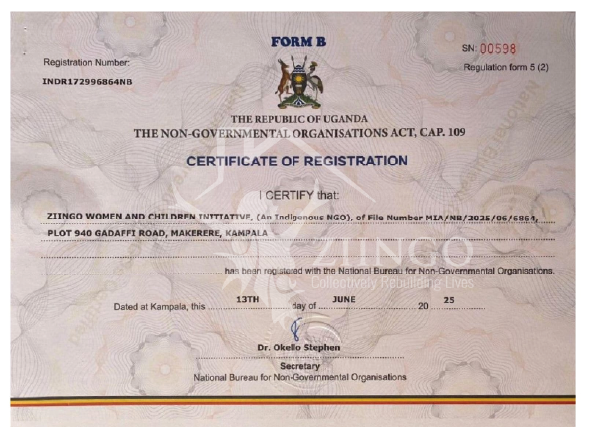 FORM B
SN: 00598
Registration Number:
Regulation form 5 (2)
INDR172996864NB
THE REPUBLIC OF UGANDA
THE NON-GOVERNMENTAL ORGANISATIONS ACT, CAP. 109
CERTIFICATE OF REGISTRATION
I CERTIFY that:
ZIINGO WOMEN AND CHILDREN INITIATIVE, (An Indigenous NGO), of File Number MIA/NB/2025/06/6864,
PLOT 940 GADAFFI ROAD, MAKERERE, KAMPALA
ZIINGO
has been registered with the National Bureau for Non-Governmental Organisations.
Collectively Rebuilding Lives
Dated at Kampala, this 13TH day of JUNE 20 25
Dr. Okello Stephen
Secretary
National Bureau for Non-Governmental Organisations